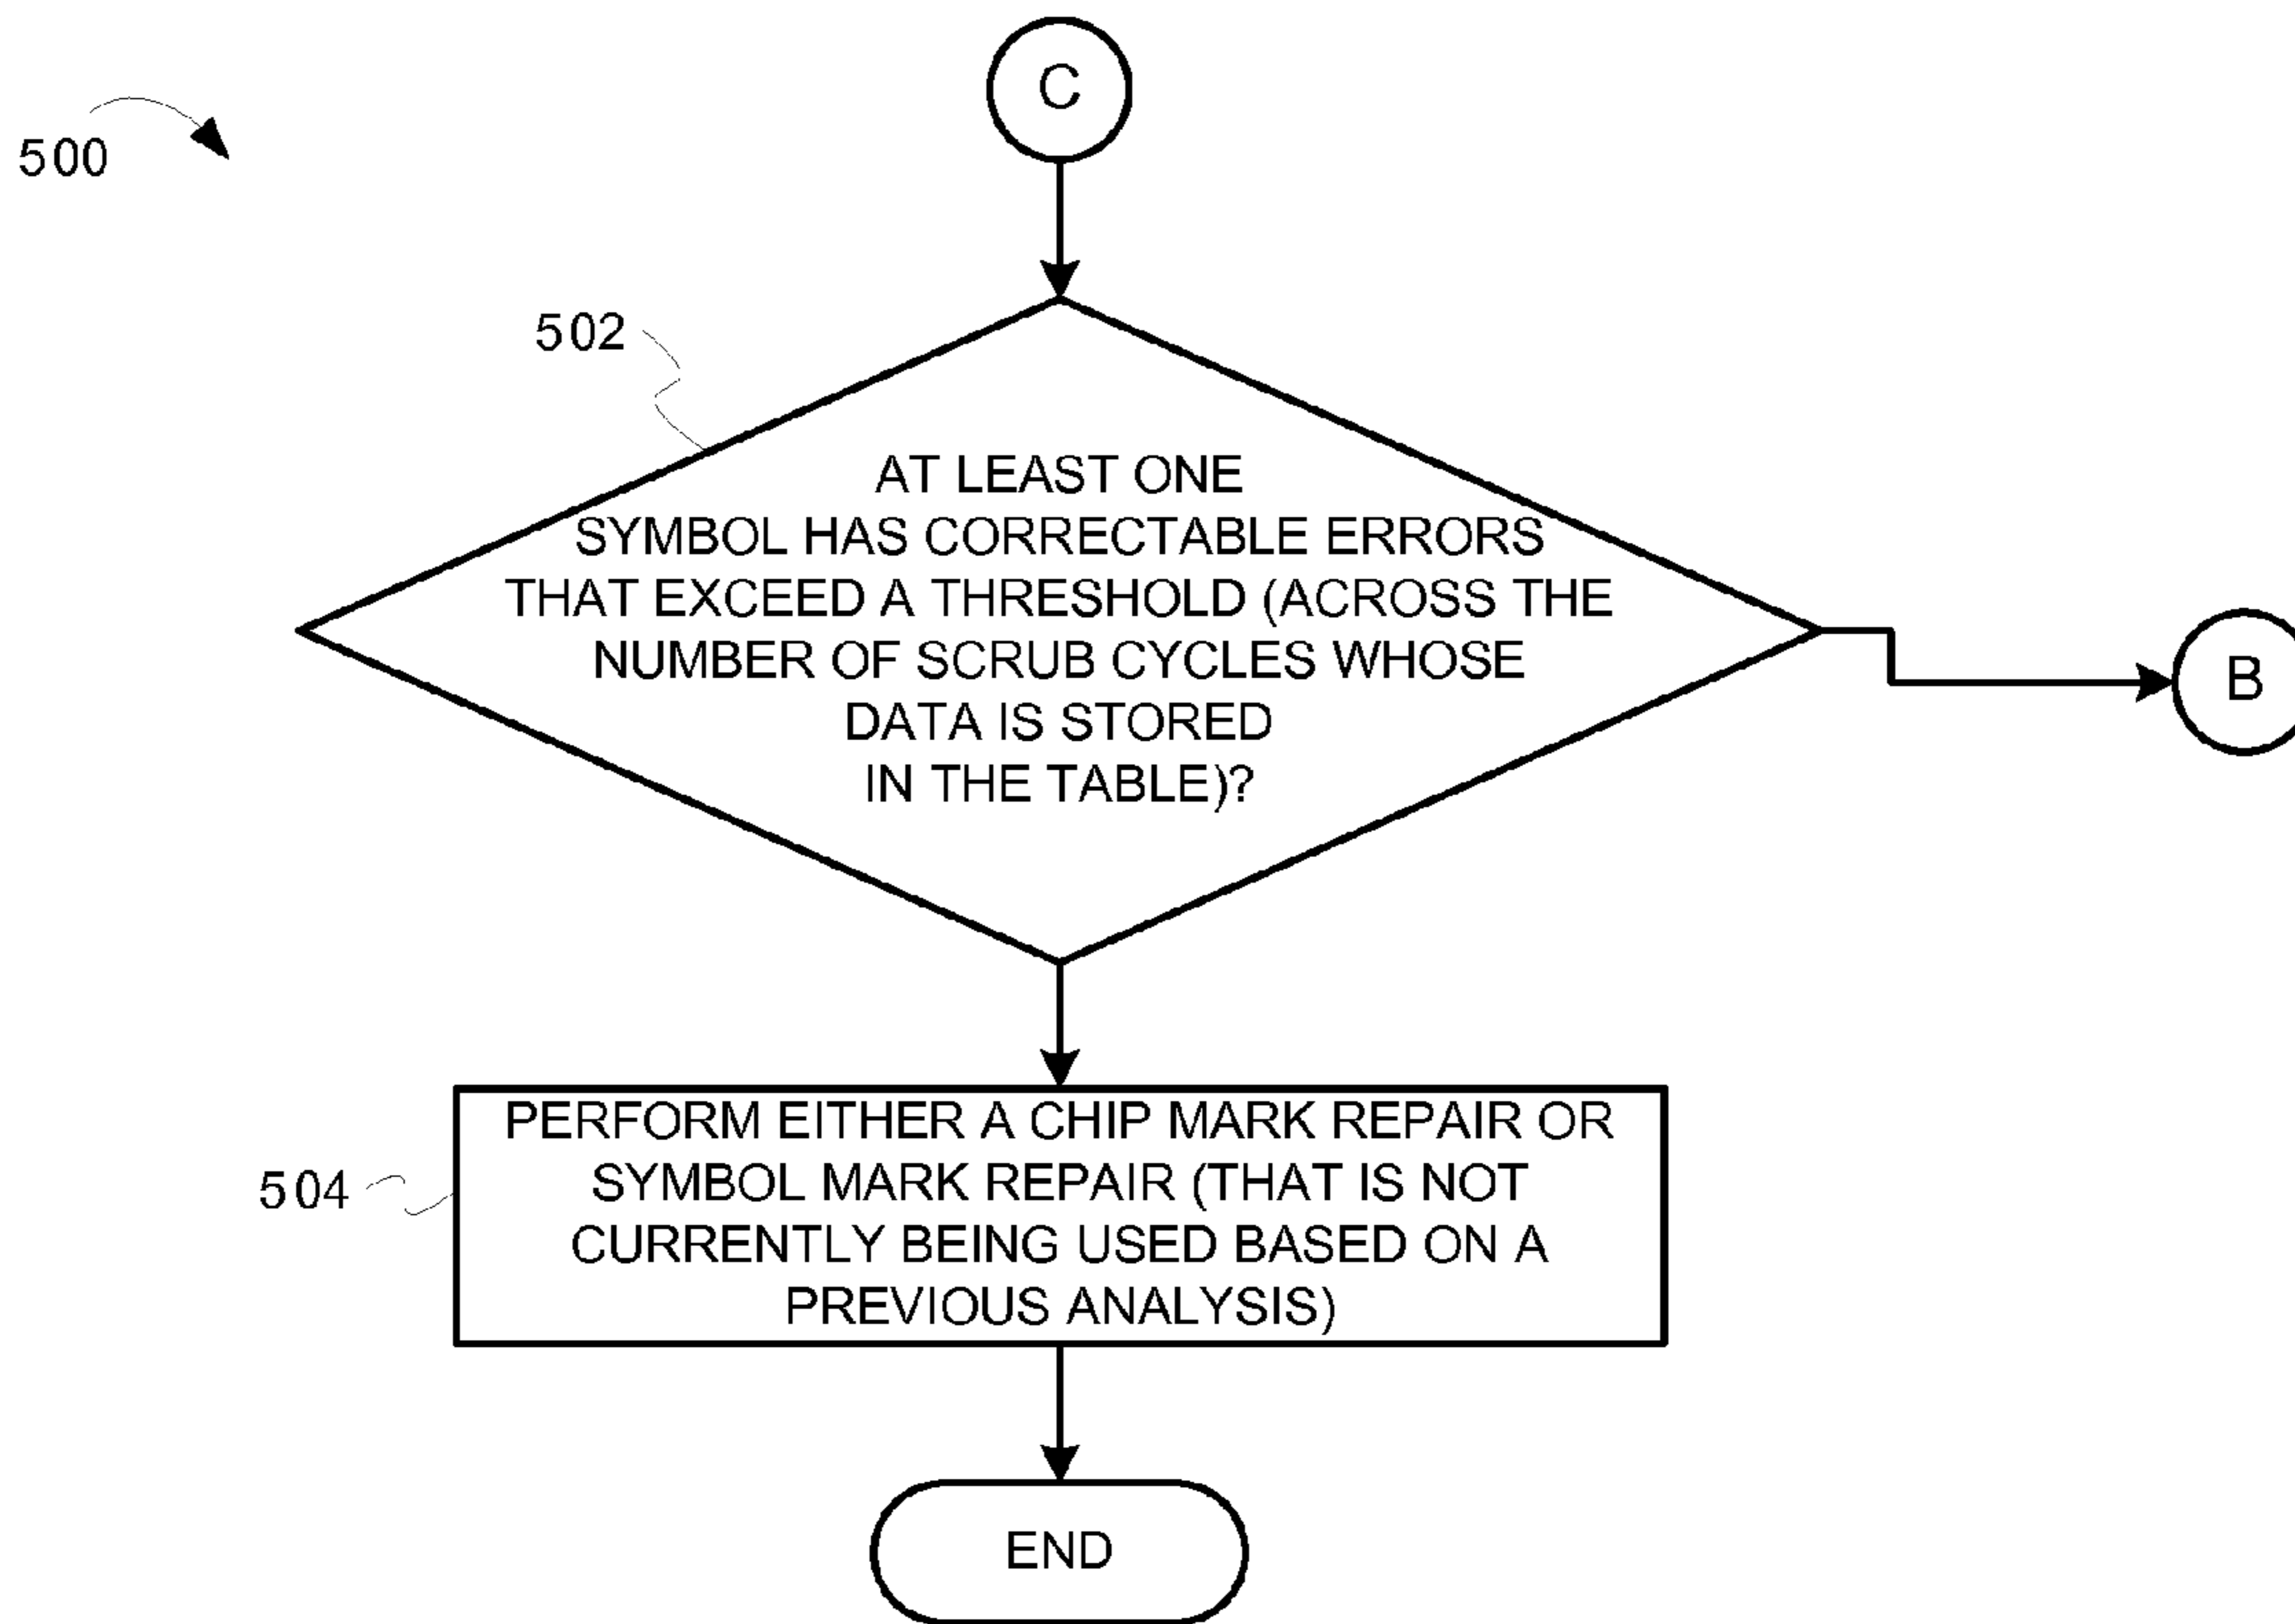 C
500
502
AT LEAST ONE
SYMBOL HAS CORRECTABLE ERRORS
THAT EXCEED A THRESHOLD (ACROSS THE
NUMBER OF SCRUB CYCLES WHOSE
DATA IS STORED
IN THE TABLE)?
B
504
PERFORM EITHER A CHIP MARK REPAIR OR
SYMBOL MARK REPAIR (THAT IS NOT
CURRENTLY BEING USED BASED ON A
PREVIOUS ANALYSIS)
END